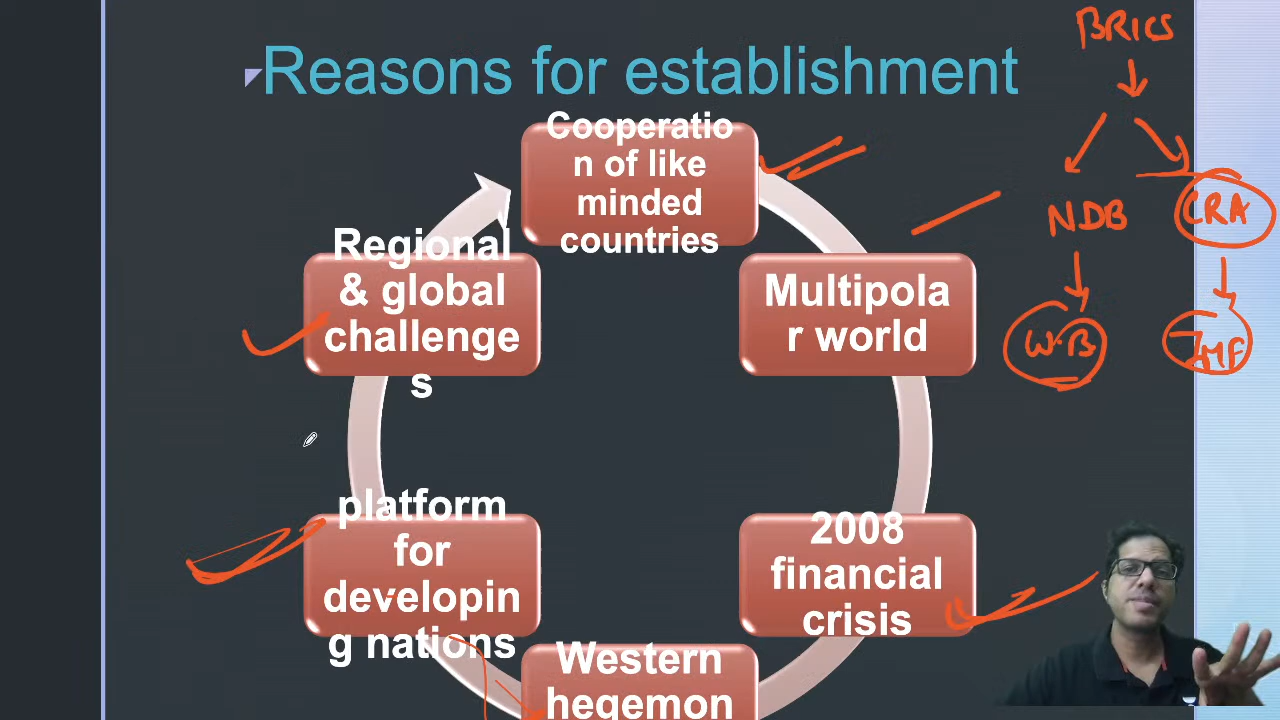 Reasons for establishment
Cooperatio
n of like
minded
countries
Multipola
r world
2008
financial
crisis
Western
hegemon
platform
for
developin
g nations
Regional
& global
challenge
s
BRICS
NDB
CRA
W.B
IMF